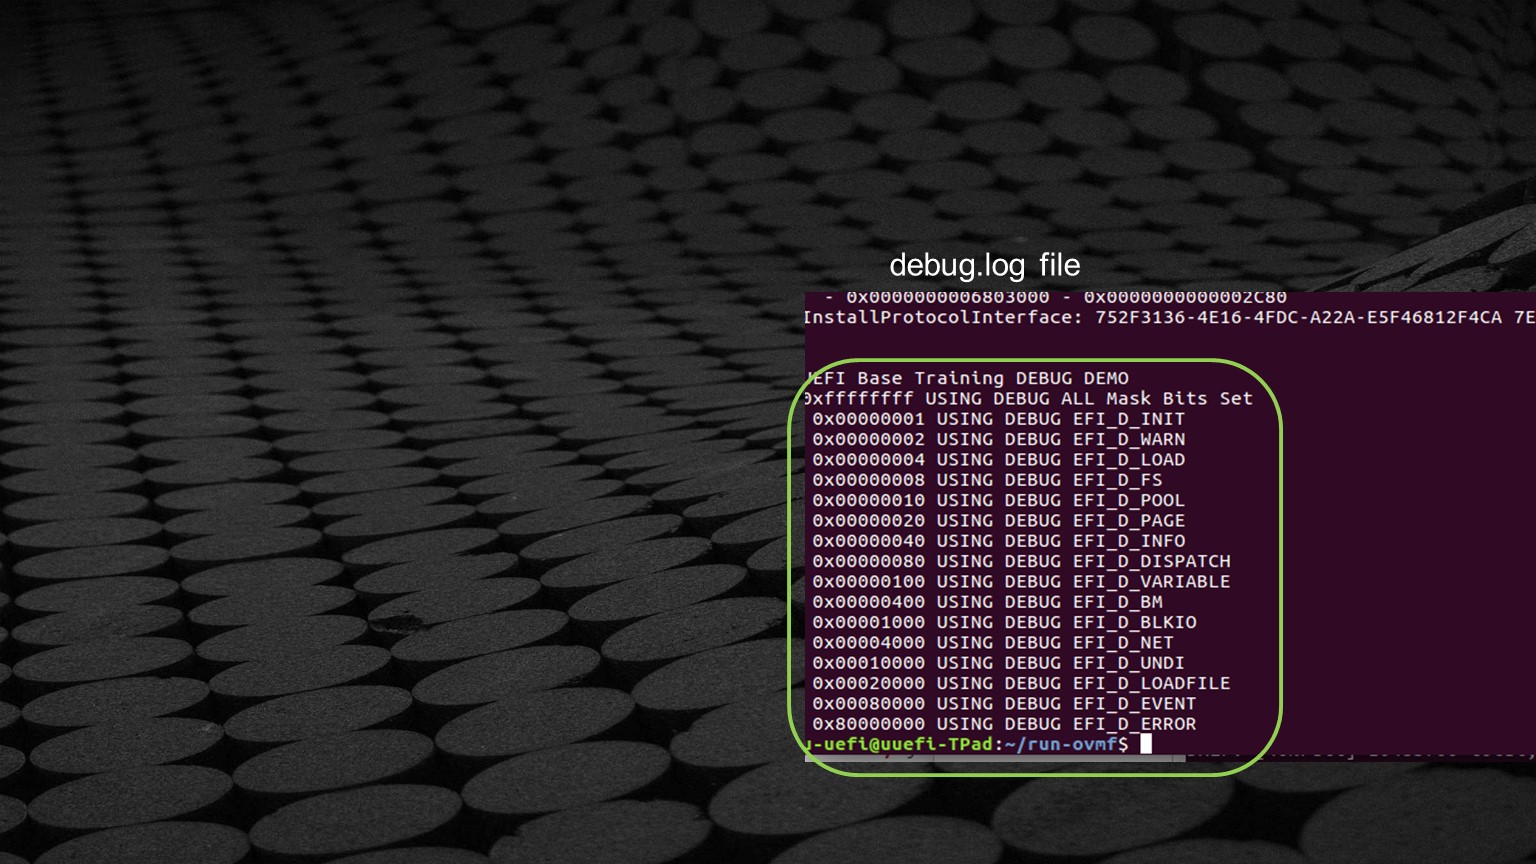 debug.log file
- 0x0000000006803000 - 0x0000000000002C80
InstallProtocolInterface: 752F3136-4E16-4FDC-A22A-E5F46812F4CA 7E
UEFI Base Training DEBUG DEMO
0xffffffff USING DEBUG ALL Mask Bits Set
0x00000001 USING DEBUG EFI_D_INIT
0x00000002 USING DEBUG EFI_D_WARN
0x00000004 USING DEBUG EFI_D_LOAD
0x00000008 USING DEBUG EFI_D_FS
0x00000010 USING DEBUG EFI_D_POOL
0x00000020 USING DEBUG EFI_D_PAGE
0x00000040 USING DEBUG EFI_D_INFO
0x00000080 USING DEBUG EFI_D_DISPATCH
0x00000100 USING DEBUG EFI_D_VARIABLE
0x00000400 USING DEBUG EFI_D_BM
0x00001000 USING DEBUG EFI_D_BLKIO
0x00004000 USING DEBUG EFI_D_NET
0x00010000 USING DEBUG EFI_D_UNDI
0x00020000 USING DEBUG EFI_D_LOADFILE
0x00080000 USING DEBUG EFI_D_EVENT
0x80000000 USING DEBUG EFI_D_ERROR
u-uefi@uuefi-TPad:~/run-ovmf$